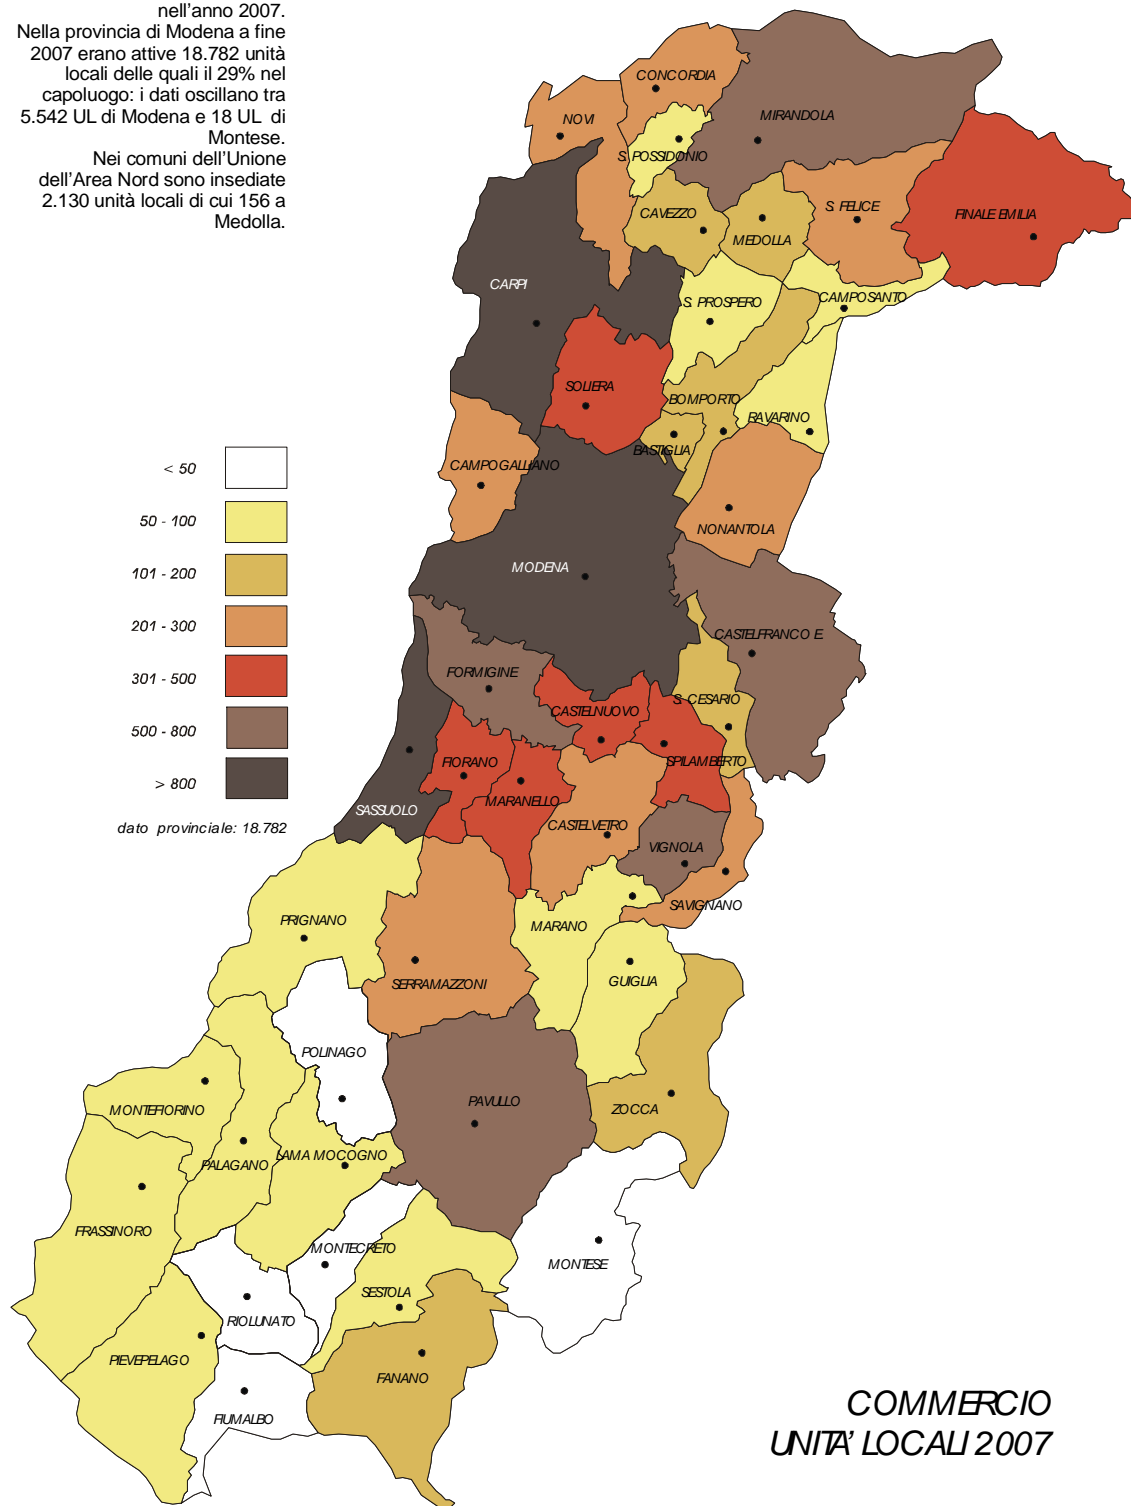 nell'anno 2007.
Nella provincia di Modena a fine
2007 erano attive 18.782 unità
locali delle quali il 29% nel
capoluogo: i dati oscillano tra
5.542 UL di Modena e 18 UL di
Montese.
Nei comuni dell'Unione
dell'Area Nord sono insediate
2.130 unità locali di cui 156 a
Medolla.
CONCORDIA
MIRANDOLA
NOVI
S. POSSIDONIO
CAVEZZO
MEDOLLA
S. FELICE
FINALE EMILIA
CARPI
S. PROSPERO
CAMPOSANTO
SOLIERA
BOMPORTO
RAVARINO
BASTIGLIA
CAMPOGALLIANO
NONANTOLA
MODENA
CASTELFRANCO E.
FORMIGINE
S. CESARIO
CASTELNUOVO
FIORANO
SPILAMBERTO
MARANELLO
SASSUOLO
CASTELVETRO
VIGNOLA
SAVIGNANO
PRIGNANO
MARANO
SERRAMAZZONI
GUIGLIA
POLINAGO
MONTEFIORINO
PAVULLO
ZOCCA
PALAGANO
LAMA MOCOGNO
FRASSINORO
MONTECRETO
MONTESE
SESTOLA
RIOLUNATO
PIEVEPELAGO
FANANO
FIUMALBO
< 50
50 - 100
101 - 200
201 - 300
301 - 500
500 - 800
> 800
dato provinciale: 18.782
COMMERCIO
UNITA' LOCALI 2007